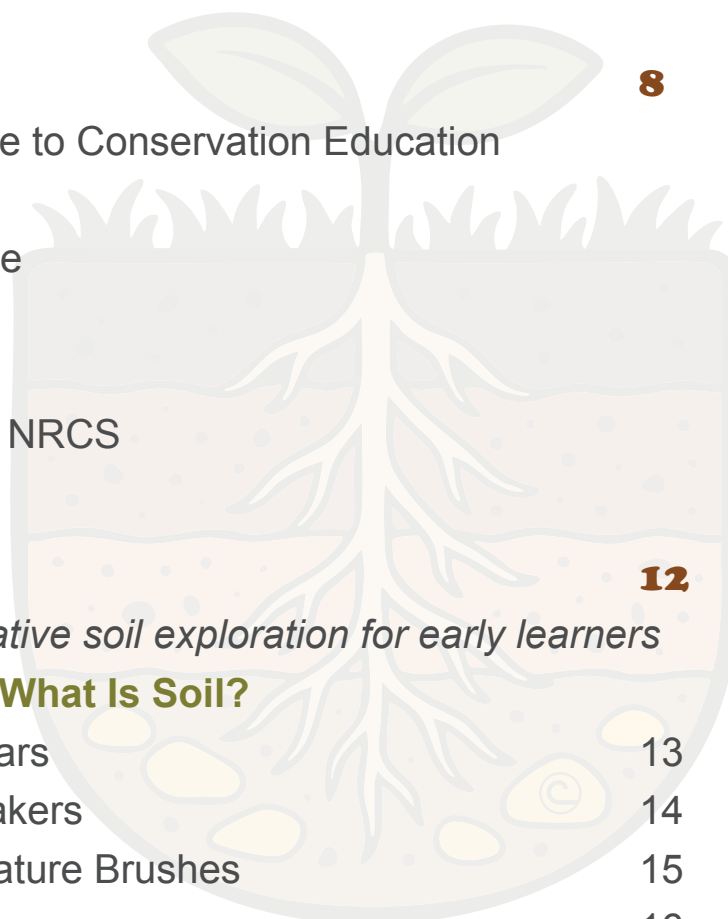 8
e to Conservation Education
e
NRCS
12
ative soil exploration for early learners
What Is Soil?
ars 13
akers 14
ature Brushes 15
©